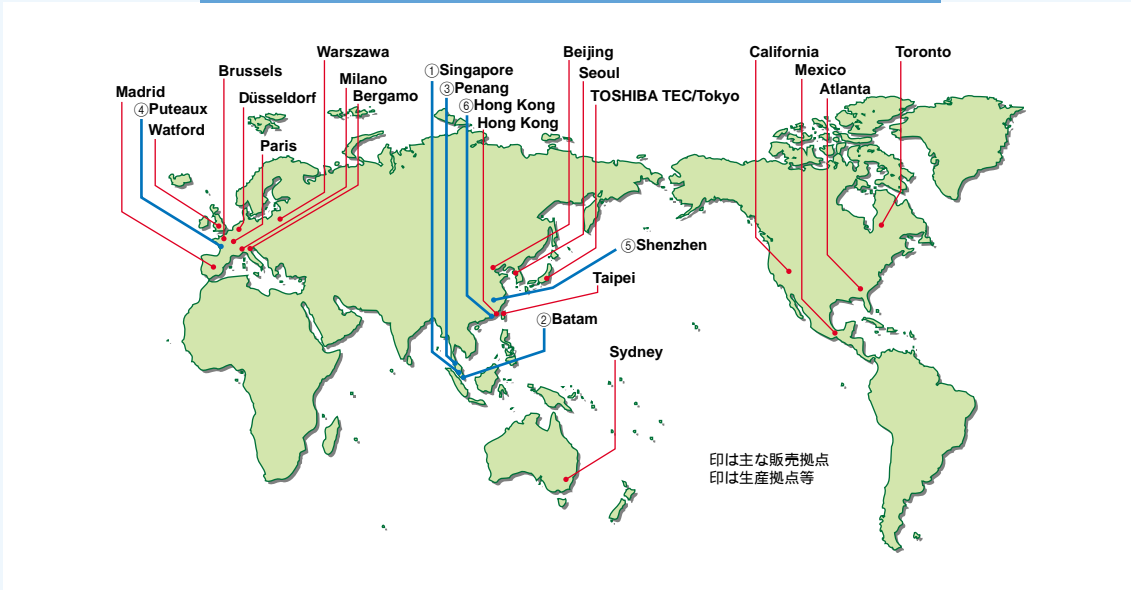 Warszawa
Brussels
Milano
Madrid
Düsseldorf
Bergamo
④Puteaux
Watford
Paris
①Singapore
③Penang
⑥Hong Kong
Hong Kong
Beijing
Seoul
TOSHIBA TEC/Tokyo
California
Mexico
Atlanta
Toronto
⑤Shenzhen
Taipei
②Batam
Sydney
印は主な販売拠点
印は生産拠点等